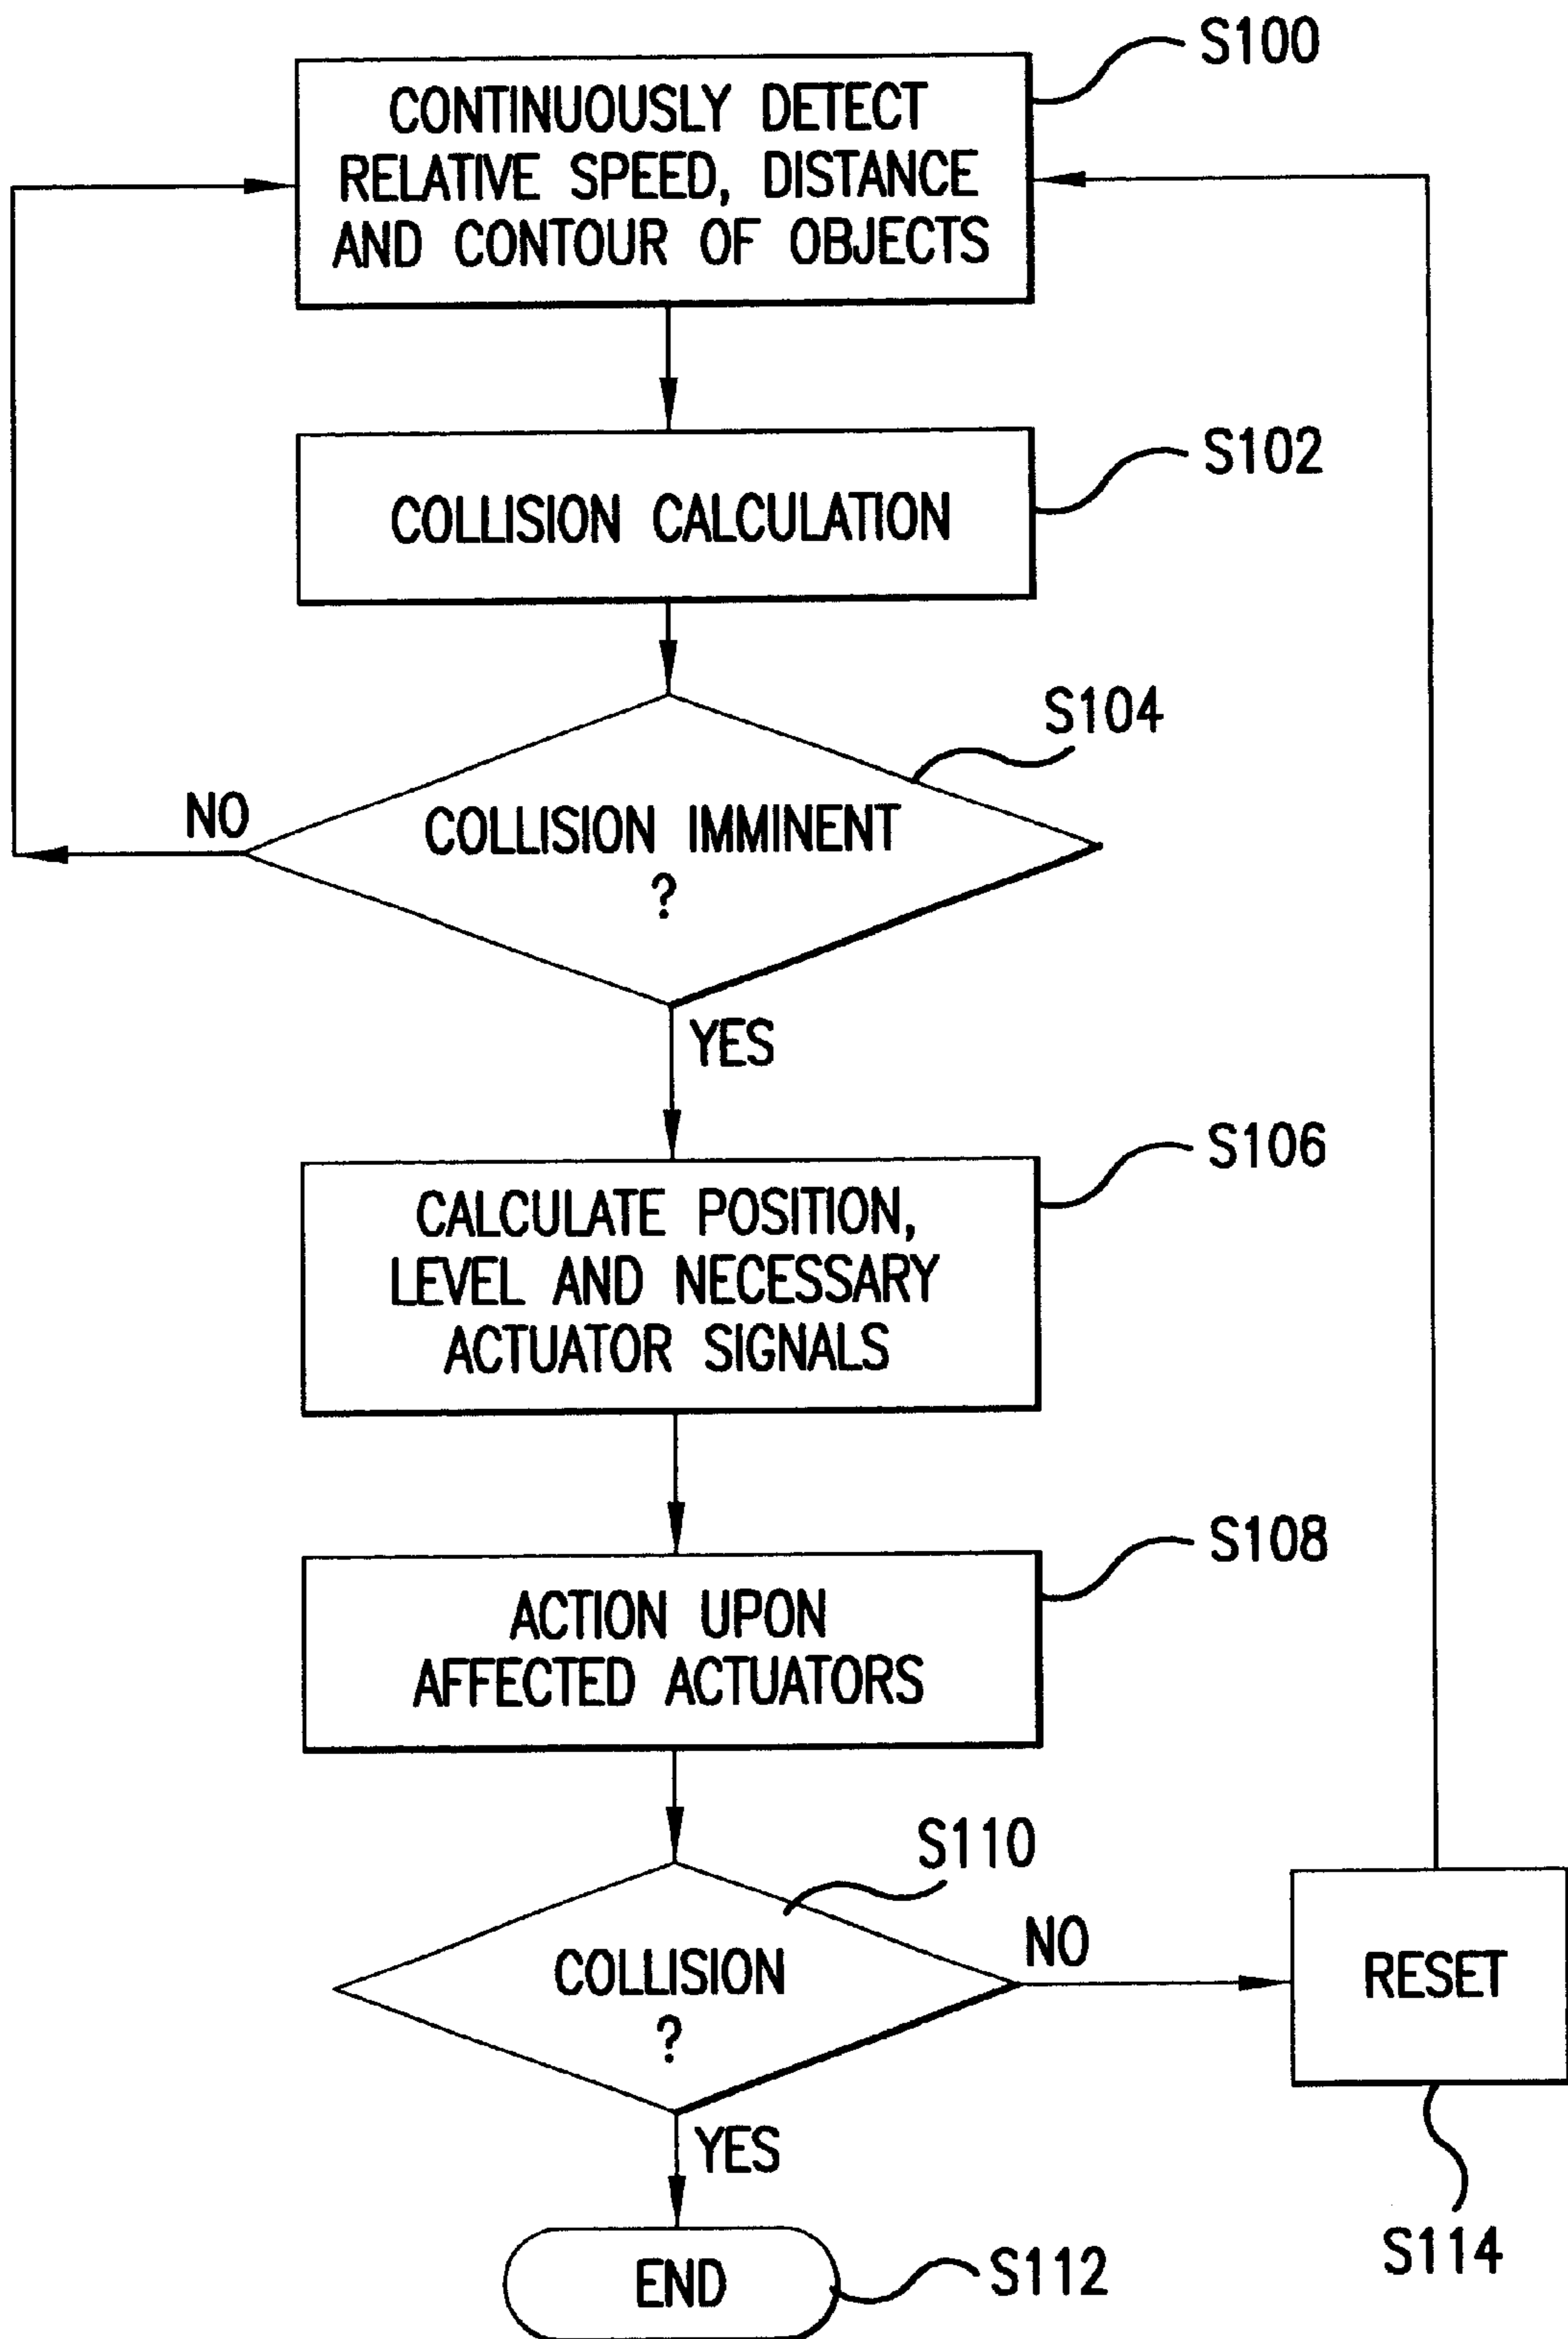 S100
CONTINUOUSLY DETECT
RELATIVE SPEED, DISTANCE
AND CONTOUR OF OBJECTS
S102
COLLISION CALCULATION
S104
NO
COLLISION IMMINENT
?
YES
S106
CALCULATE POSITION,
LEVEL AND NECESSARY
ACTUATOR SIGNALS
S108
ACTION UPON
AFFECTED ACTUATORS
S110
COLLISION
?
NO
RESET
YES
S114
END
S112